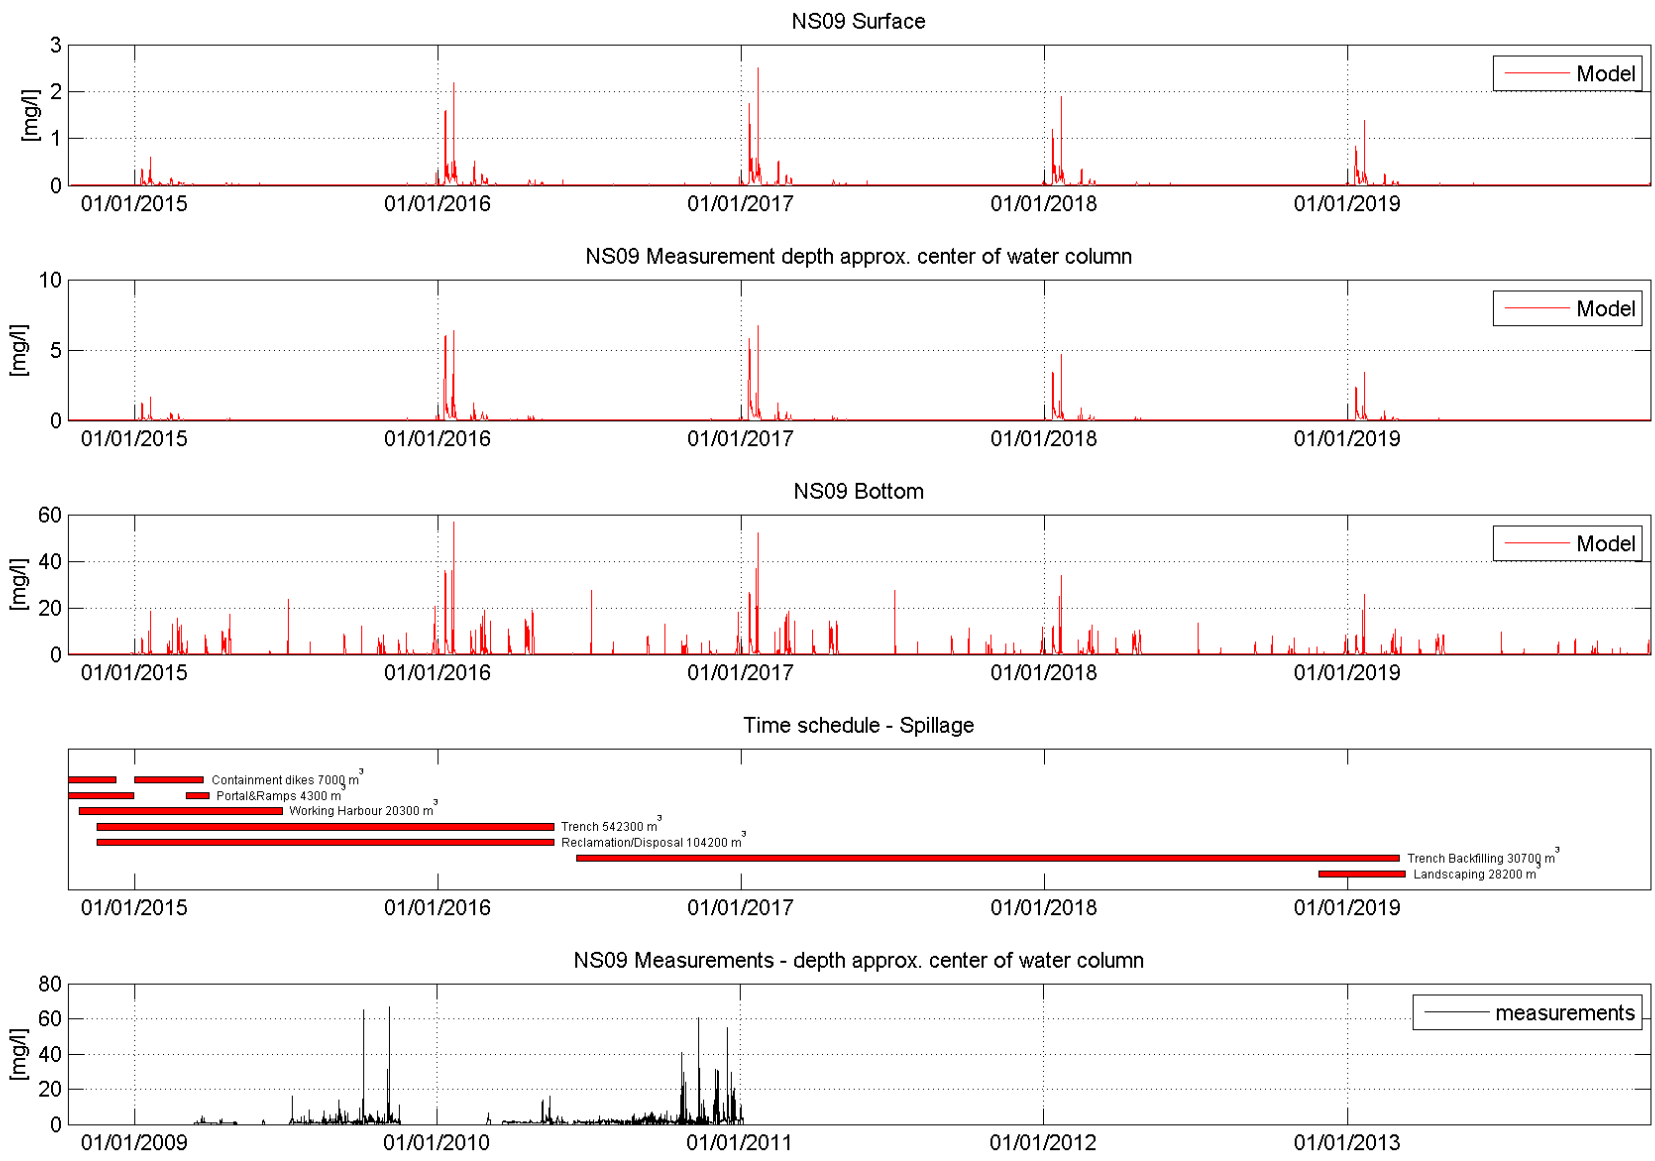 NS09 Surface
3
2
1
0
[mg/l]
Model
01/01/2015 01/01/2016 01/01/2017 01/01/2018 01/01/2019
NS09 Measurement depth approx. center of water column
10
5
0
[mg/l]
Model
01/01/2015 01/01/2016 01/01/2017 01/01/2018 01/01/2019
NS09 Bottom
60
40
20
0
[mg/l]
Model
01/01/2015 01/01/2016 01/01/2017 01/01/2018 01/01/2019
Time schedule - Spillage
Containment dikes 7000 m³
Portal&Ramps 4300 m³
Working Harbour 20300 m³
Trench 542300 m³
Reclamation/Disposal 104200 m³
Trench Backfilling 30700 m³
Landscaping 28200 m³
01/01/2015 01/01/2016 01/01/2017 01/01/2018 01/01/2019
NS09 Measurements - depth approx. center of water column
80
60
40
20
0
[mg/l]
measurements
01/01/2009 01/01/2010 01/01/2011 01/01/2012 01/01/2013